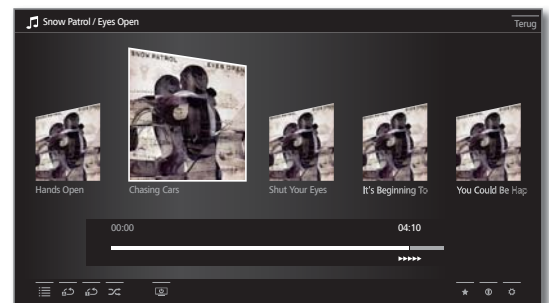 Snow Patrol / Eyes Open
Terug
SNOW PATROL EYES OPEN
Hands Open
Chasing Cars
Shut Your Eyes
It's Beginning To
You Could Be Hap
00:00
04:10